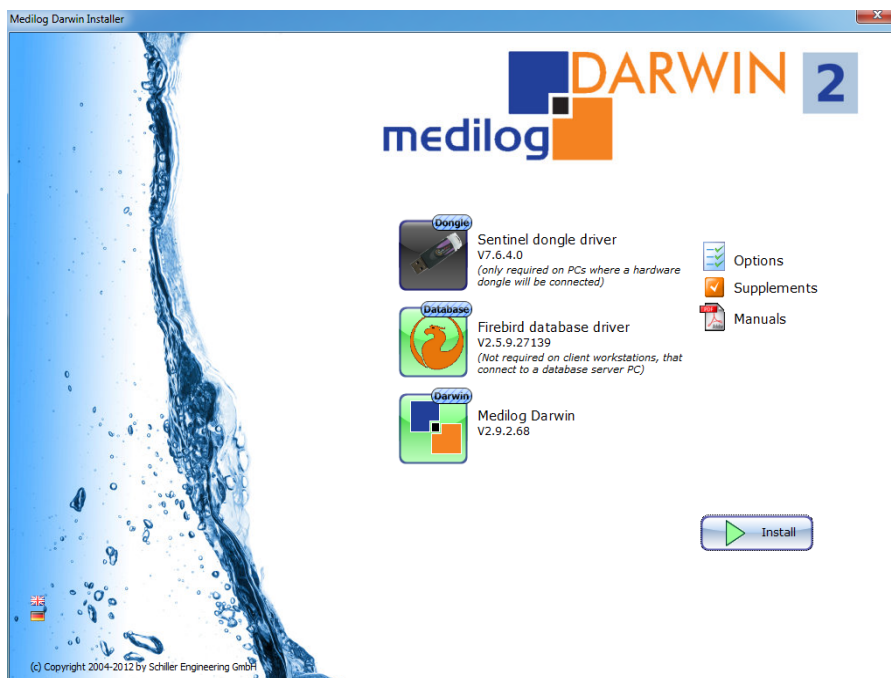 Medilog Darwin Installer
DARWIN 2
medilog
Dongle
Sentinel dongle driver
V7.6.4.0
(only required on PCs where a hardware
dongle will be connected)
Database
Firebird database driver
V2.5.9.27139
(Not required on client workstations, that
connect to a database server PC)
Darwin
Medilog Darwin
V2.9.2.68
Options
Supplements
PDF
Manuals
Install
(c) Copyright 2004-2012 by Schiller Engineering GmbH